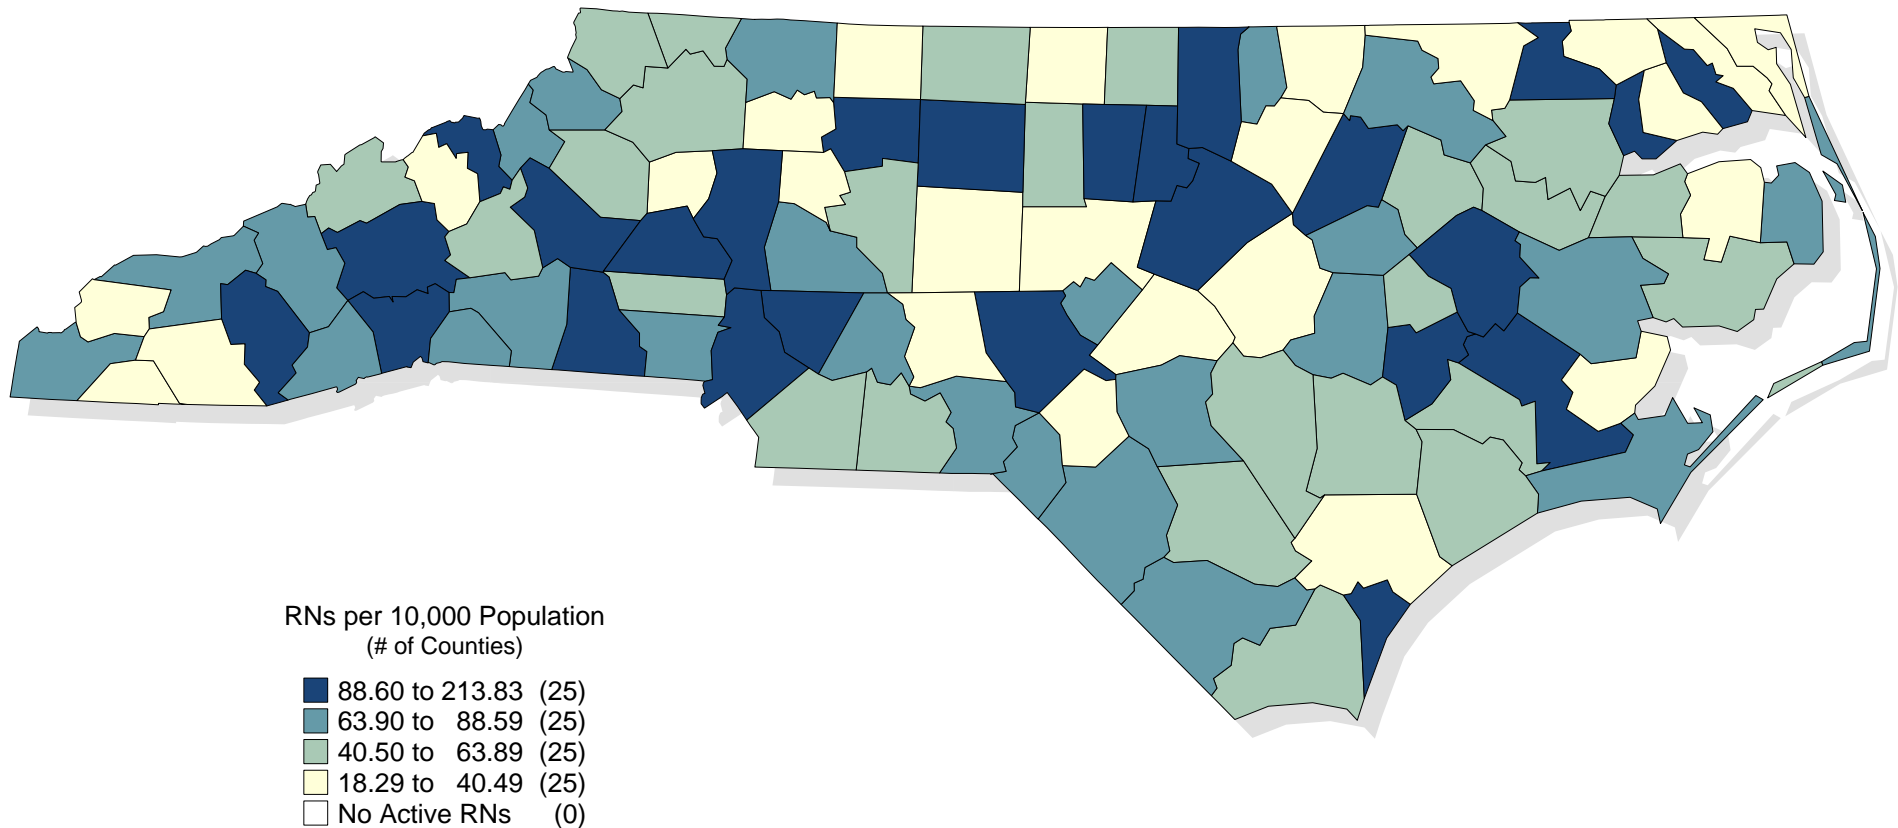 RNs per 10,000 Population
(# of Counties)
88.60 to 213.83 (25)
63.90 to 88.59 (25)
40.50 to 63.89 (25)
18.29 to 40.49 (25)
No Active RNs (0)